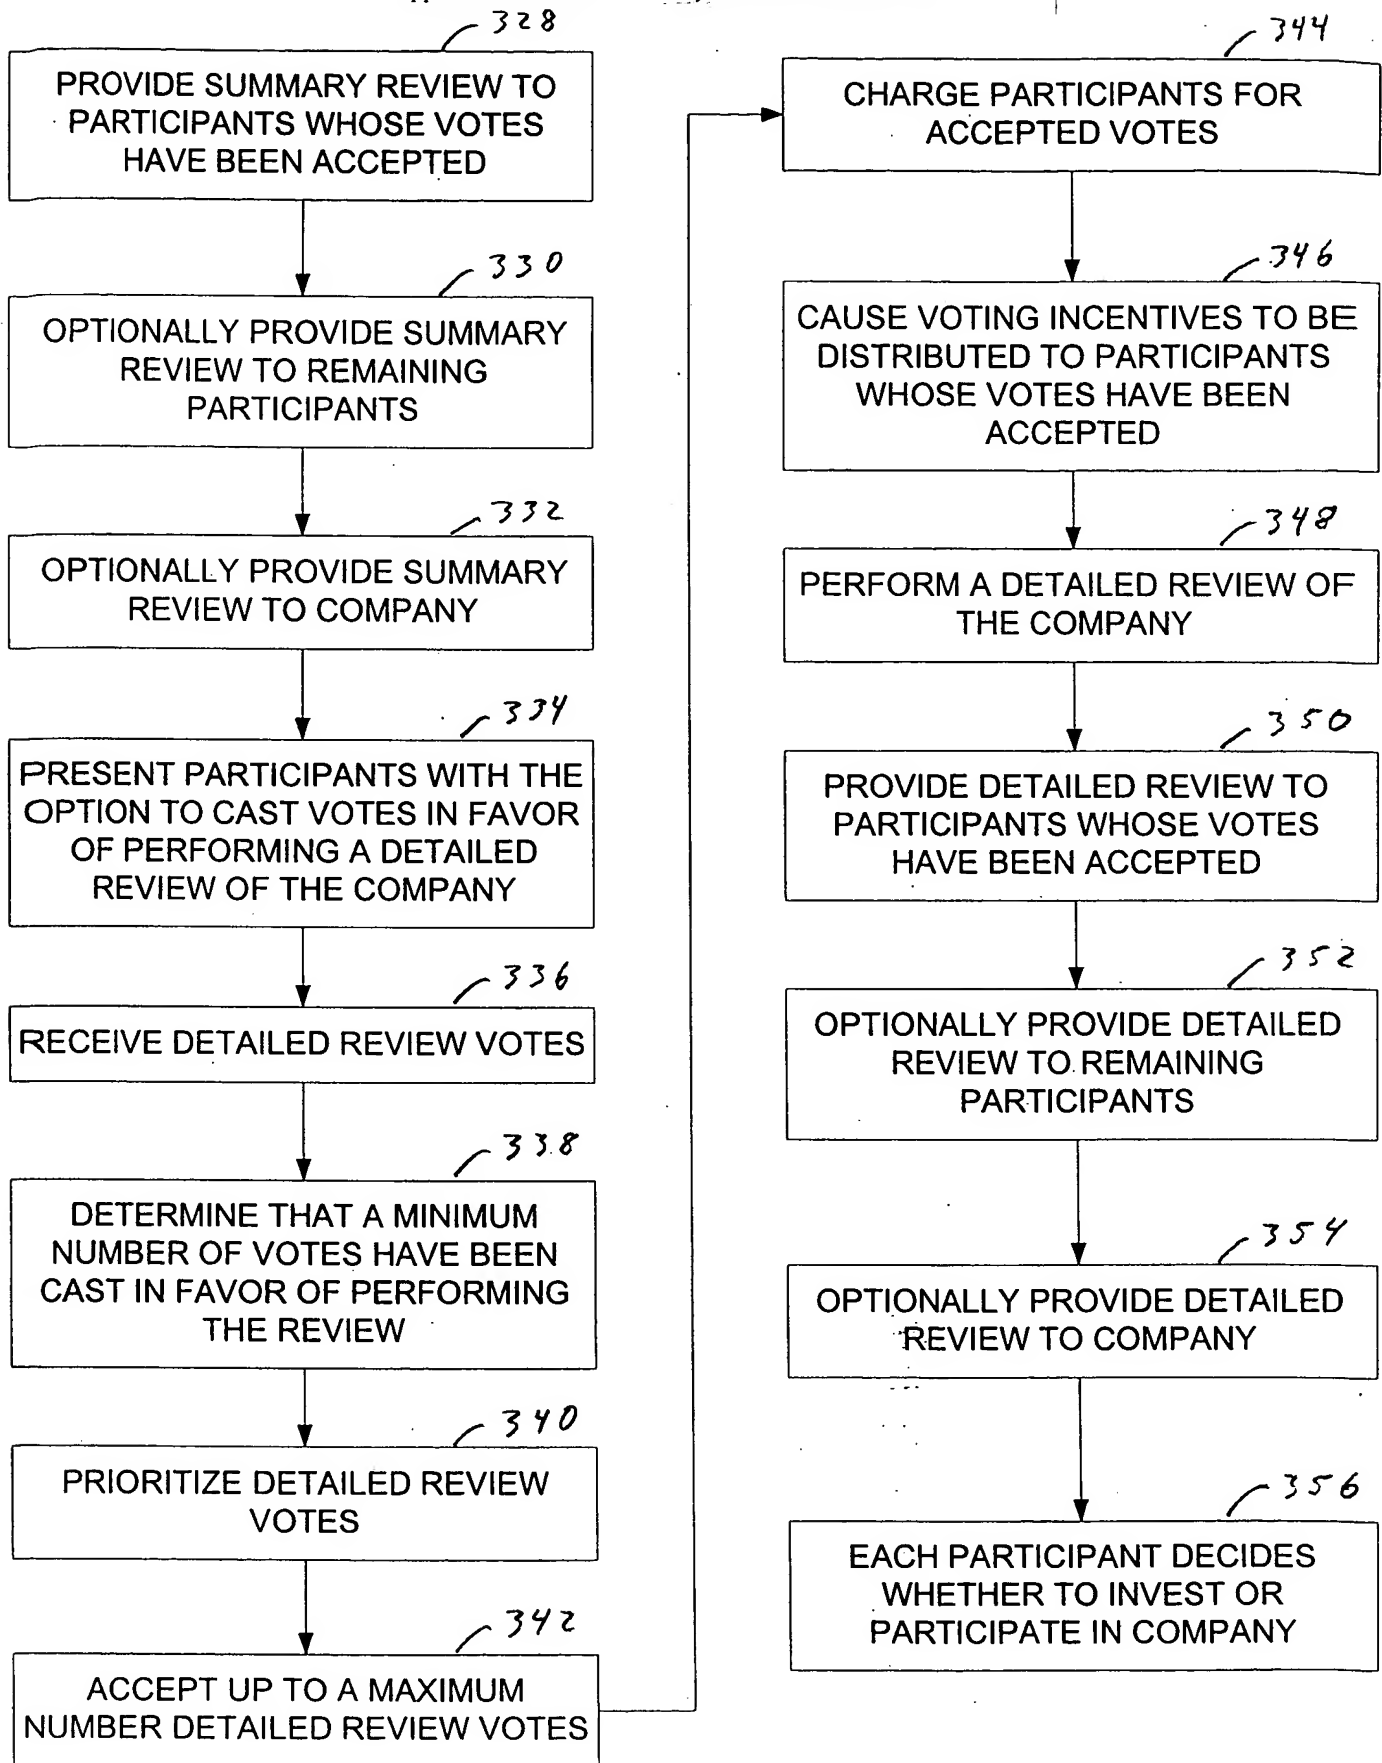 328
PROVIDE SUMMARY REVIEW TO
PARTICIPANTS WHOSE VOTES
HAVE BEEN ACCEPTED
330
OPTIONALLY PROVIDE SUMMARY
REVIEW TO REMAINING
PARTICIPANTS
332
OPTIONALLY PROVIDE SUMMARY
REVIEW TO COMPANY
334
PRESENT PARTICIPANTS WITH THE
OPTION TO CAST VOTES IN FAVOR
OF PERFORMING A DETAILED
REVIEW OF THE COMPANY
336
RECEIVE DETAILED REVIEW VOTES
338
DETERMINE THAT A MINIMUM
NUMBER OF VOTES HAVE BEEN
CAST IN FAVOR OF PERFORMING
THE REVIEW
340
PRIORITIZE DETAILED REVIEW
VOTES
342
ACCEPT UP TO A MAXIMUM
NUMBER DETAILED REVIEW VOTES
344
CHARGE PARTICIPANTS FOR
ACCEPTED VOTES
346
CAUSE VOTING INCENTIVES TO BE
DISTRIBUTED TO PARTICIPANTS
WHOSE VOTES HAVE BEEN
ACCEPTED
348
PERFORM A DETAILED REVIEW OF
THE COMPANY
350
PROVIDE DETAILED REVIEW TO
PARTICIPANTS WHOSE VOTES
HAVE BEEN ACCEPTED
352
OPTIONALLY PROVIDE DETAILED
REVIEW TO REMAINING
PARTICIPANTS
354
OPTIONALLY PROVIDE DETAILED
REVIEW TO COMPANY
356
EACH PARTICIPANT DECIDES
WHETHER TO INVEST OR
PARTICIPATE IN COMPANY